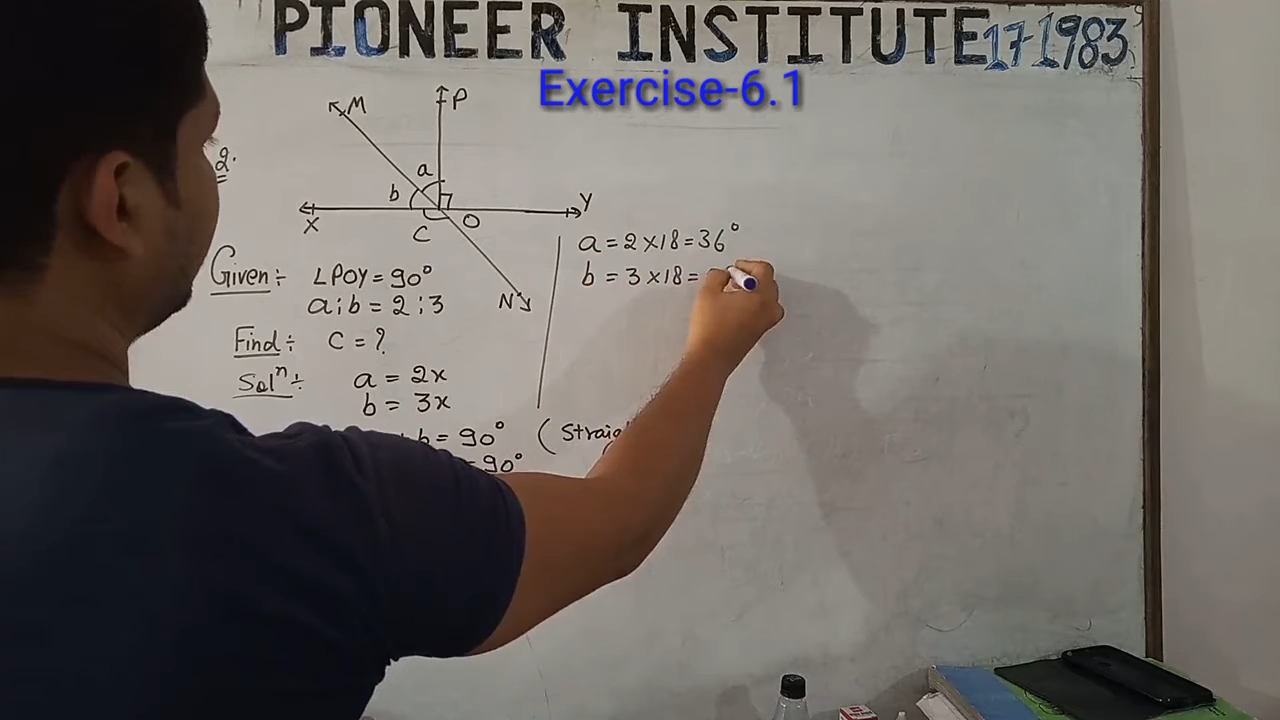 PIONEER INSTITUTE 17-1983
Exercise-6.1
2.
M
P
a
b
X
O
Y
C
N
Given:- ∠POY = 90°
a:b = 2:3
Find:- C = ?
Solⁿ:- a = 2x
b = 3x
b = 90° (
= 90°
a = 2×18 = 36°
b = 3×18 =